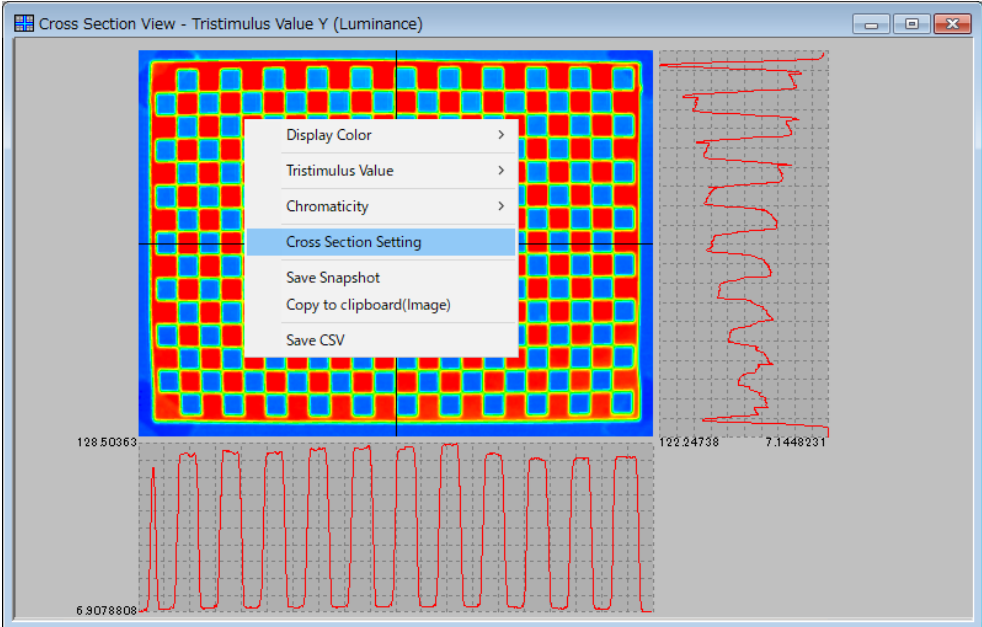 Cross Section View - Tristimulus Value Y (Luminance)
Display Color
Tristimulus Value
Chromaticity
Cross Section Setting
Save Snapshot
Copy to clipboard(Image)
Save CSV
128.50363
122.24738 7.1448231
6.9078808